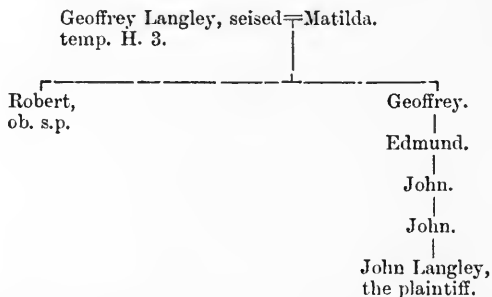 Geoffrey Langley, seised=Matilda.
temp. H. 3.
Robert,
ob. s.p.
Geoffrey.
Edmund.
John.
John.
John Langley,
the plaintiff.